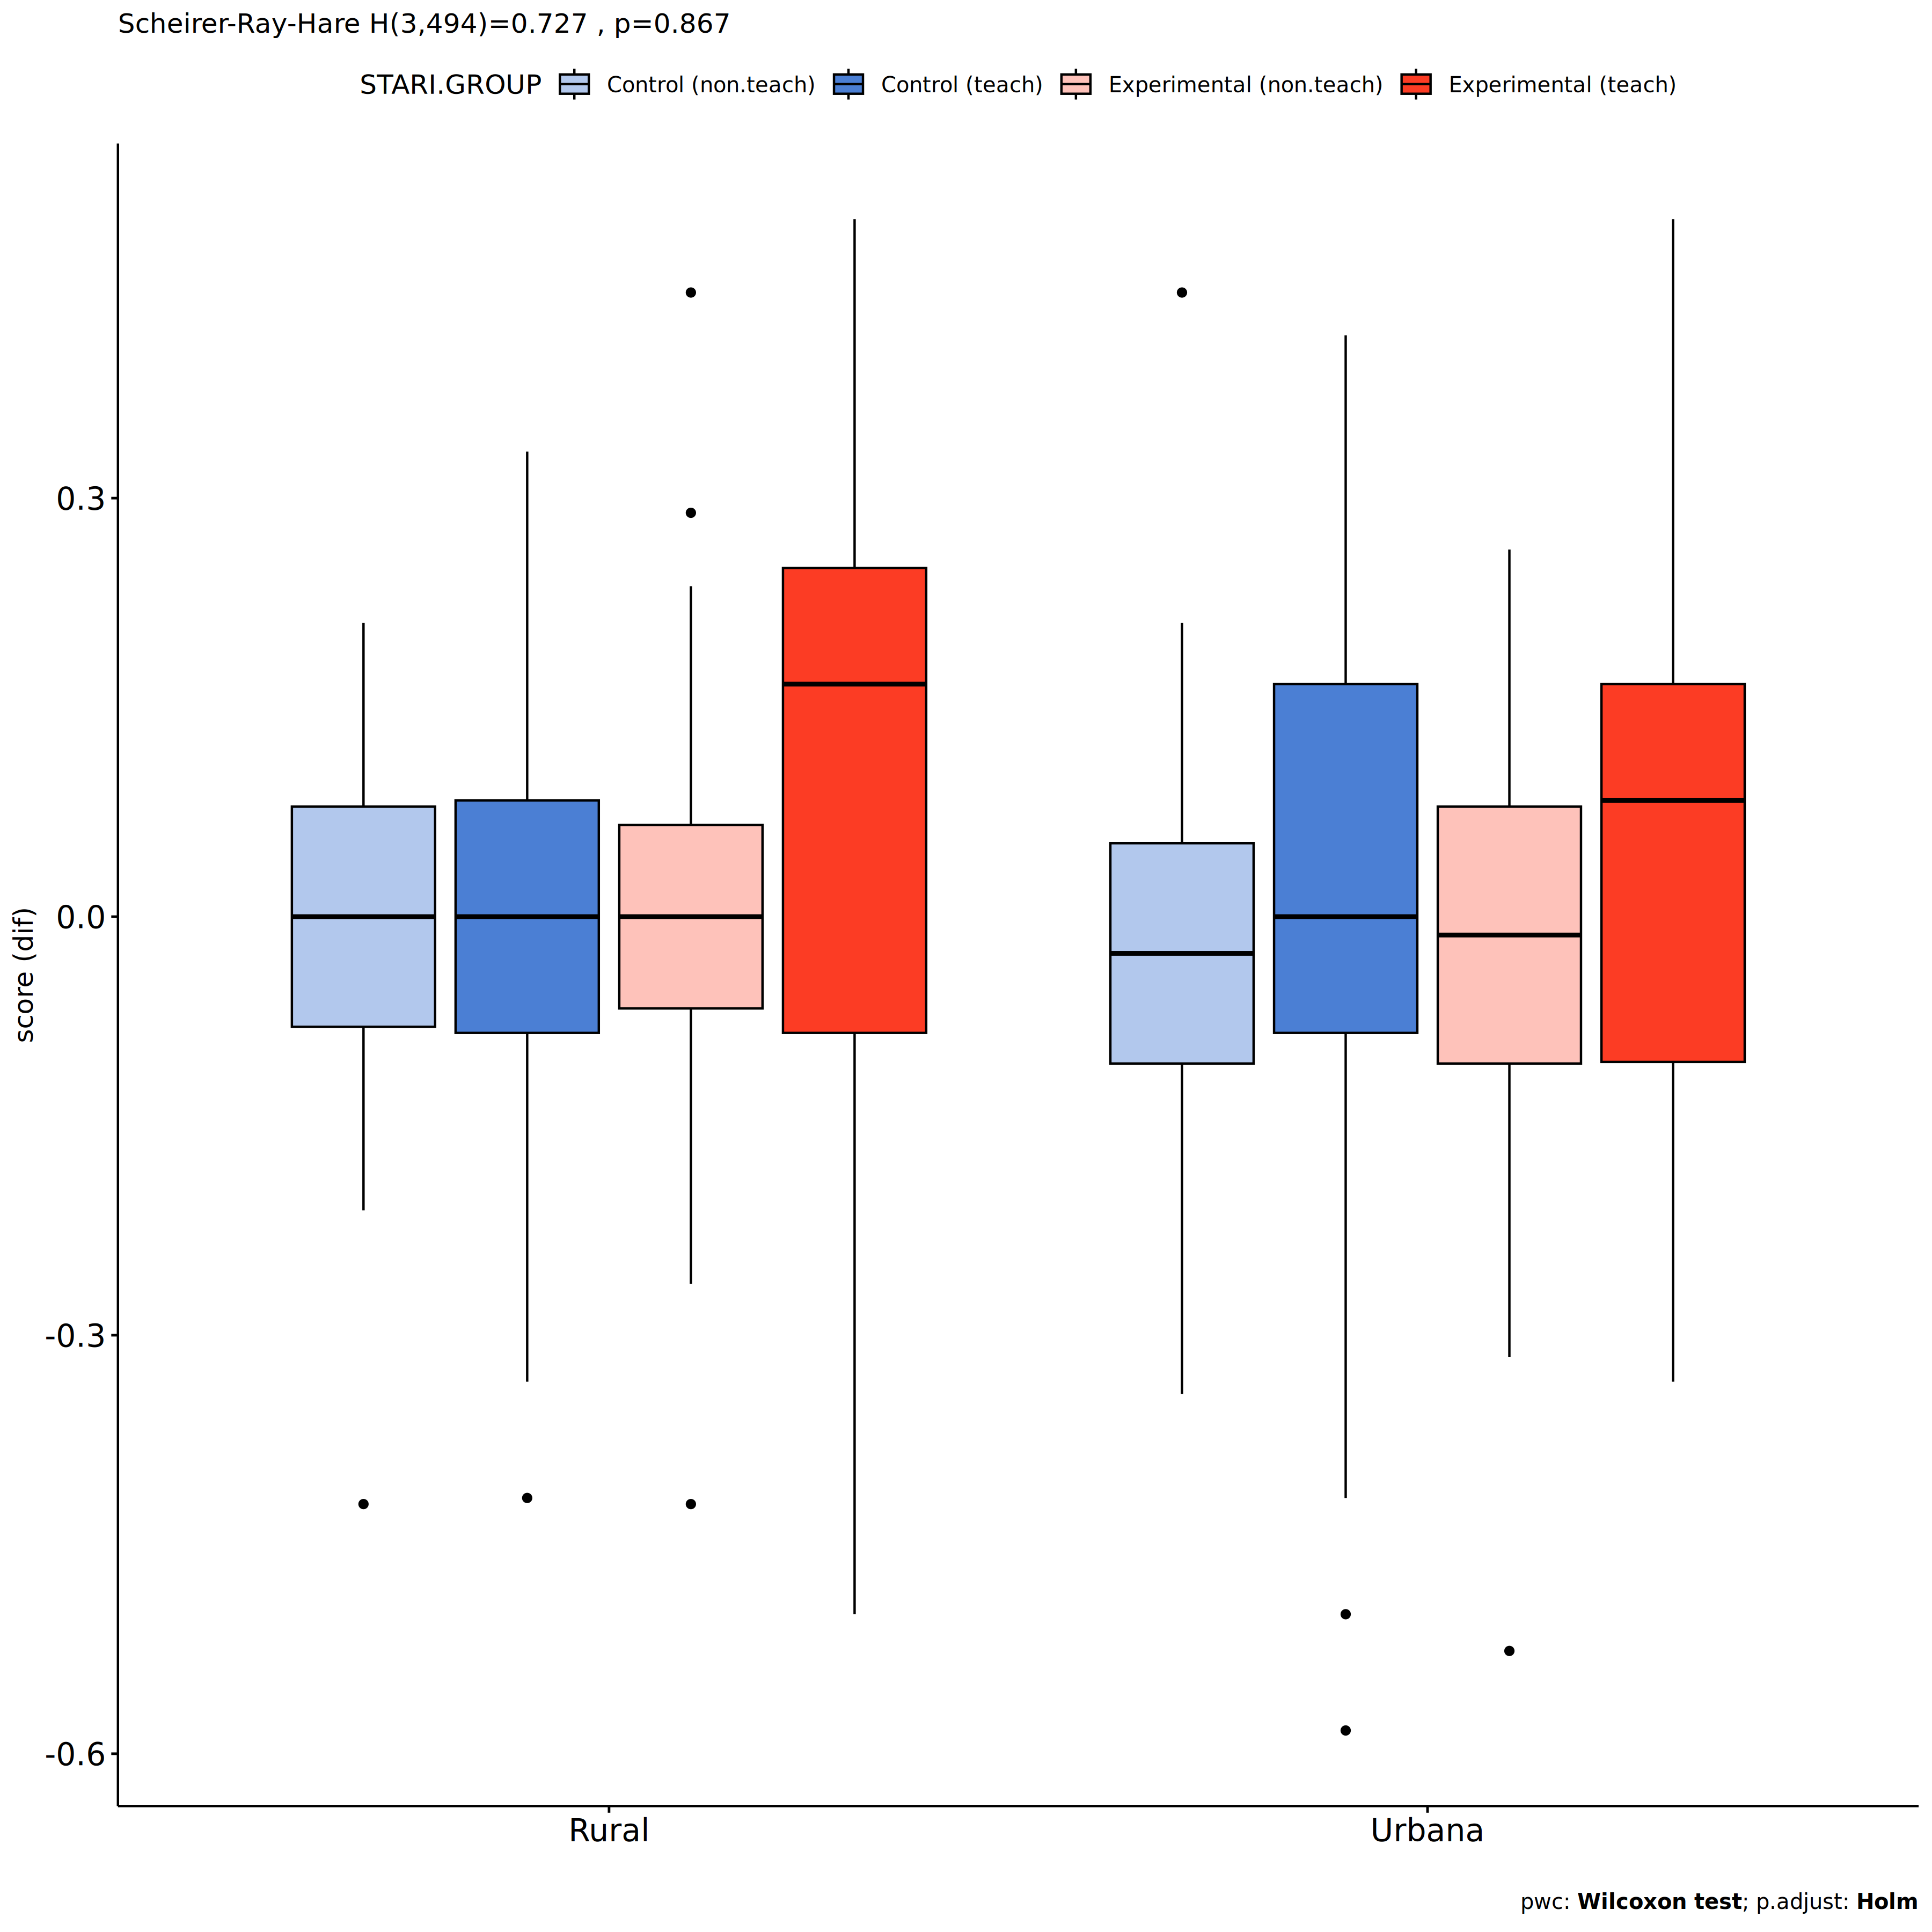 Scheirer-Ray-Hare H(3,494)=0.727 , p=0.867
STARI.GROUP Control (non.teach) Control (teach) Experimental (non.teach) Experimental (teach)
0.3
0.0
-0.3
-0.6
score (dif)
Rural Urbana
pwc: Wilcoxon test; p.adjust: Holm